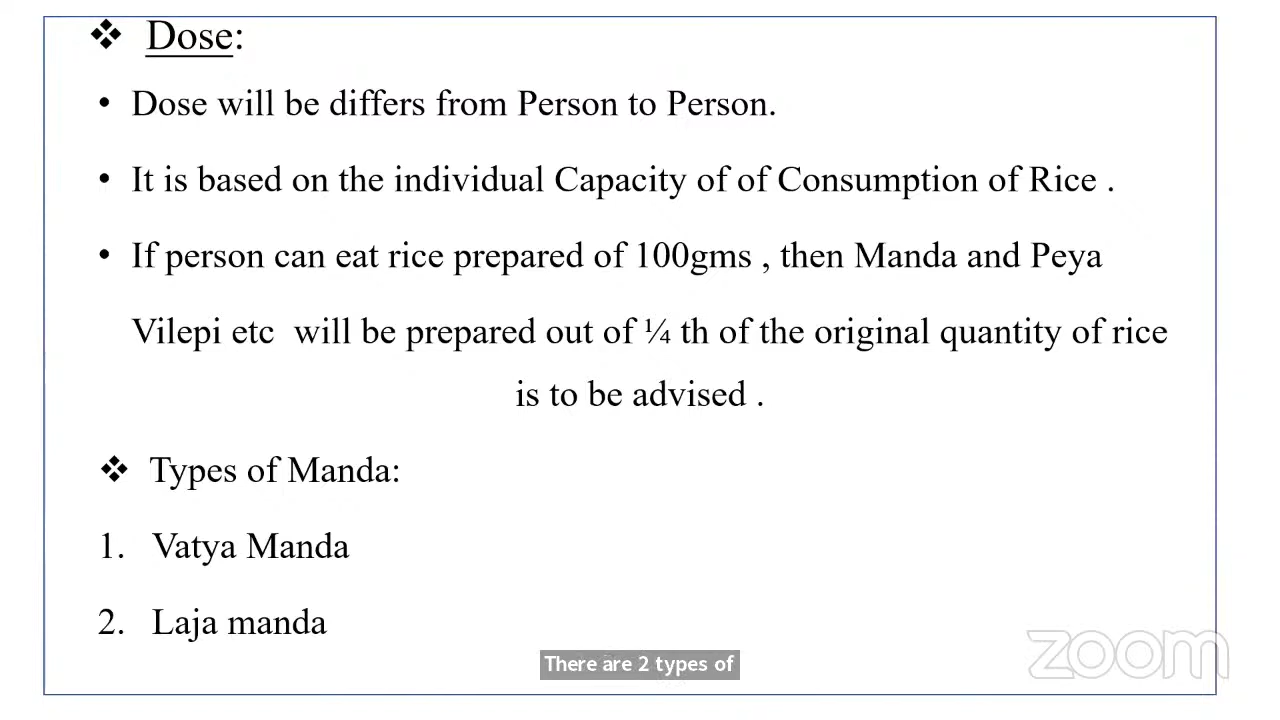 ❖ Dose:
• Dose will be differs from Person to Person.
• It is based on the individual Capacity of of Consumption of Rice .
• If person can eat rice prepared of 100gms , then Manda and Peya
Vilepi etc will be prepared out of ¼ th of the original quantity of rice
is to be advised .
❖ Types of Manda:
1. Vatya Manda
2. Laja manda
There are 2 types of
zoom